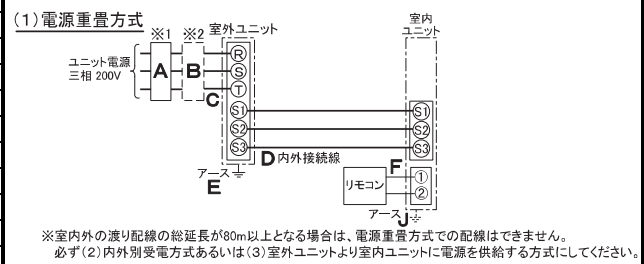 (1)電源重畳方式
※1 ※2 室外ユニット
室内
ユニット
ユニット電源
三相 200V
A
B
C
R
S
T
S1
S2
S3
S1
S2
S3
D 内外接続線
アース
E
F
リモコン
①
②
アース
J
※室内外の渡り配線の総延長が80m以上となる場合は、電源重畳方式での配線はできません。
必ず(2)内外別受電方式あるいは(3)室外ユニットより室内ユニットに電源を供給する方式にしてください。